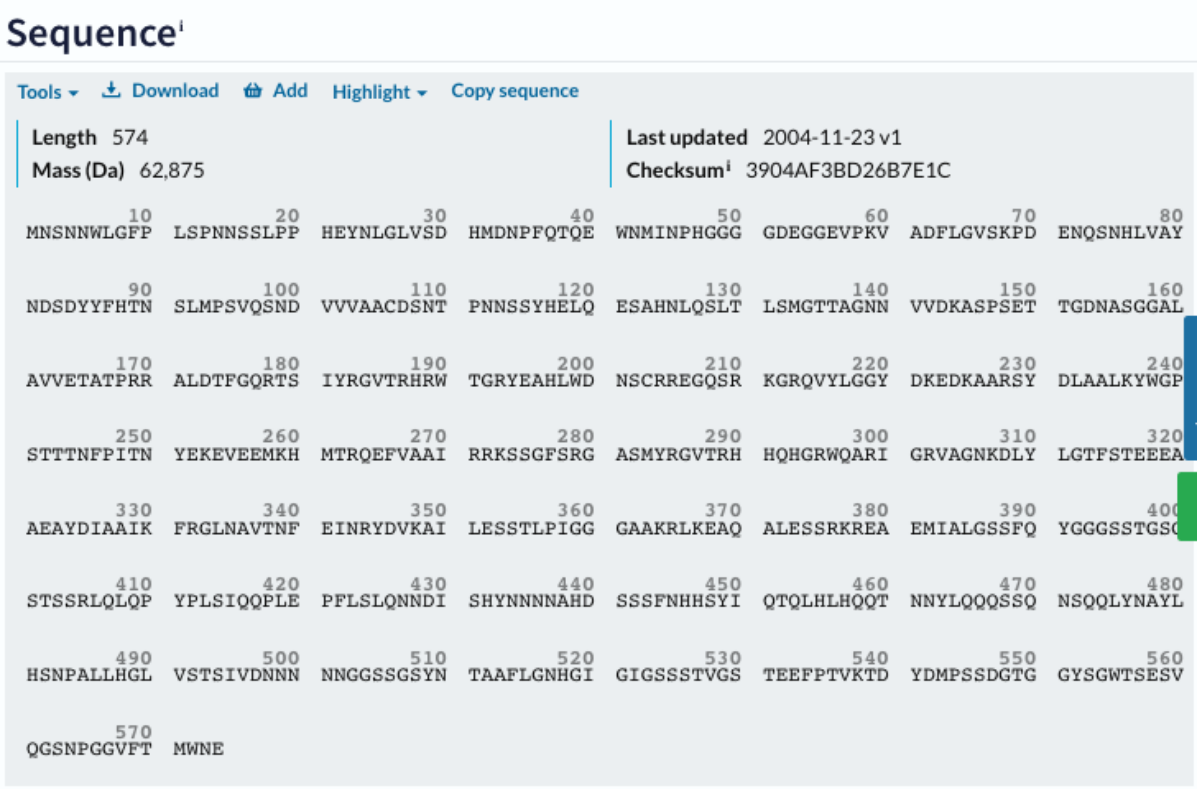 Sequenceⁱ
Tools Download Add Highlight Copy sequence
Length 574
Mass (Da) 62,875
Last updated 2004-11-23 v1
Checksumⁱ 3904AF3BD26B7E1C
10 20 30 40 50 60 70 80
MNSNNWLGFP LSPNNSSLPP HEYNLGLVSD HMDNPFQTQE WNMINPHGGG GDEGGEVPKV ADFLGVSKPD ENQSNHLVAY
90 100 110 120 130 140 150 160
NDSDYYFHTN SLMPSVQSND VVVAACDSNT PNNSSYHELQ ESAHNLQSLT LSMGTTAGNN VVDKASPSET TGDNASGGAL
170 180 190 200 210 220 230 240
AVVETATPRR ALDTFGQRTS IYRGVTRHRW TGRYEAHLWD NSCRREGQSR KGRQVYLGGY DKEDKAARSY DLAALKYWGP
250 260 270 280 290 300 310 320
STTTNFPITN YEKEVEEMKH MTRQEFVAAI RRKSSGFSRG ASMYRGVTRH HQHGRWQARI GRVAGNKDLY LGTFSTEEEA
330 340 350 360 370 380 390 400
AEAYDIAAIK FRGLNAVTNF EINRYDVKAI LESSTLPIGG GAAKRLKEAQ ALESSRKREA EMIALGSSFQ YGGGSSTGS
410 420 430 440 450 460 470 480
STSSRLQLQP YPLSIQQPLE PFLSLQNNDI SHYNNNNAHD SSSFNHHSYI QTQLHLHQQT NNYLQQQSSQ NSQQLYNAYL
490 500 510 520 530 540 550 560
HSNPALLHGL VSTSIVDNNN NNGGSSGSYN TAAFLGNHGI GIGSSSTVGS TEEFPTVKTD YDMPSSDGTG GYSGWTSESV
570
QGSNPGGVFT MWNE